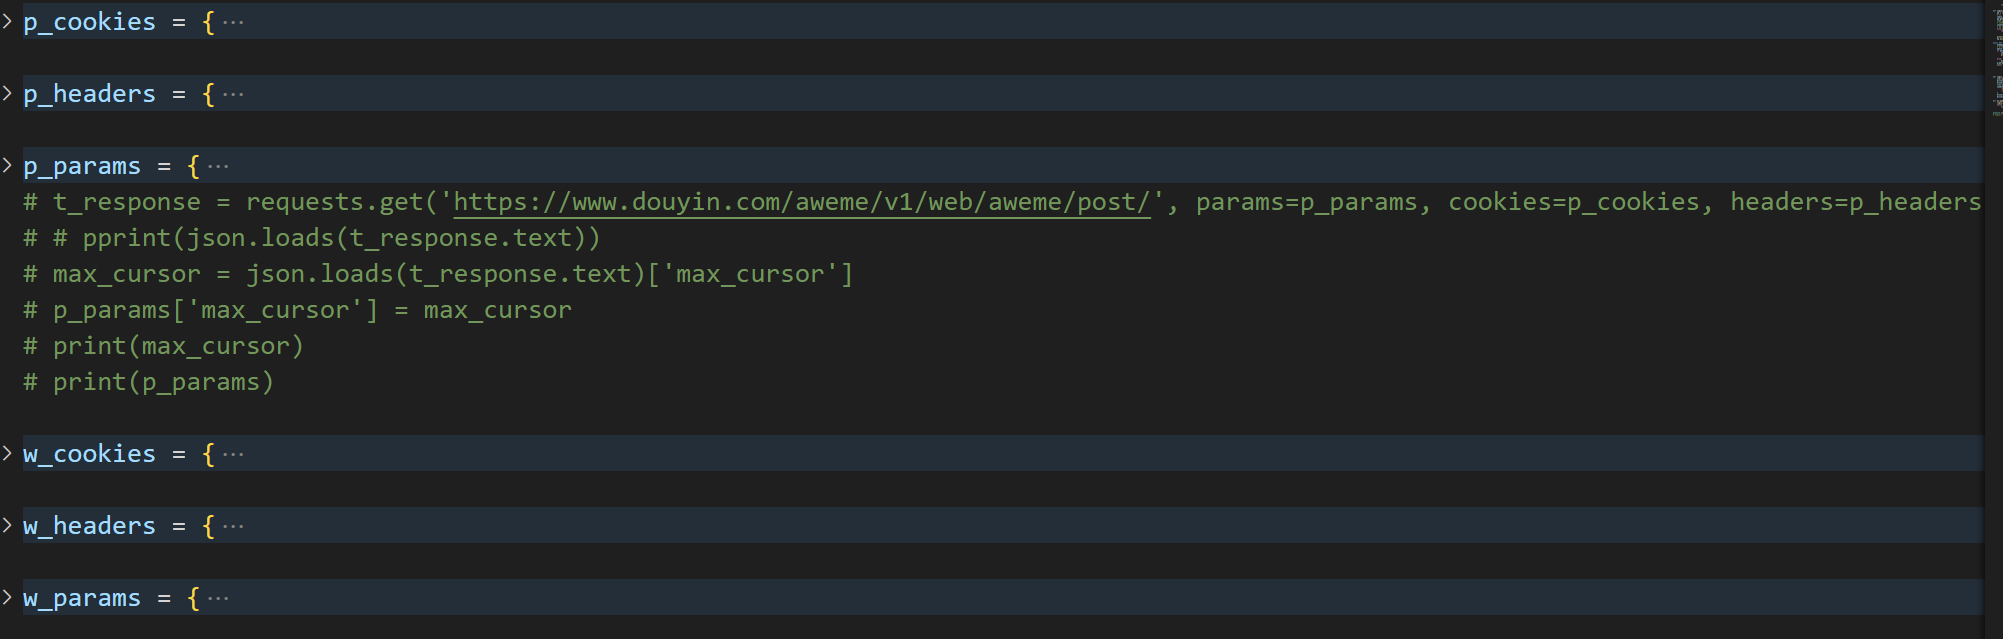 p_cookies = {···
p_headers = {···
p_params = {···
# t_response = requests.get('https://www.douyin.com/aweme/v1/web/aweme/post/', params=p_params, cookies=p_cookies, headers=p_headers
# # pprint(json.loads(t_response.text))
# max_cursor = json.loads(t_response.text)['max_cursor']
# p_params['max_cursor'] = max_cursor
# print(max_cursor)
# print(p_params)
w_cookies = {···
w_headers = {···
w_params = {···